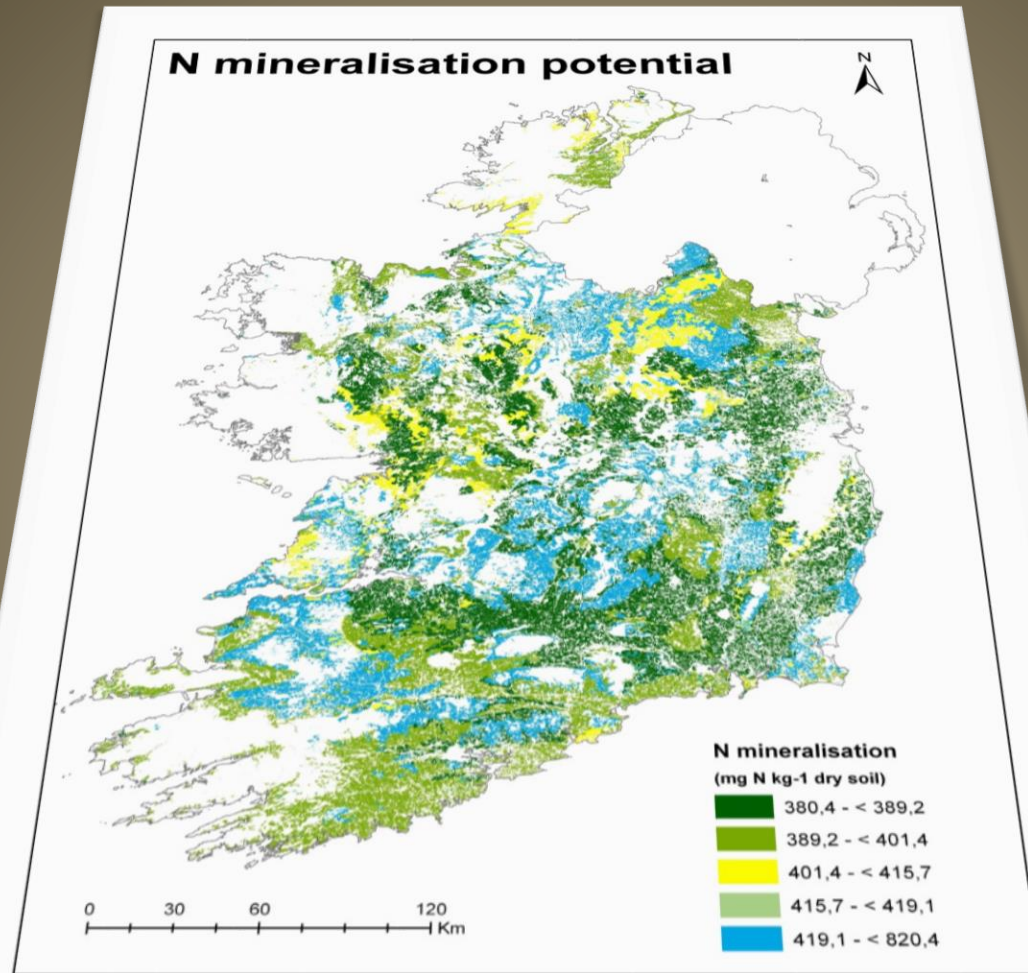 N mineralisation potential
N
N mineralisation
(mg N kg-1 dry soil)
380,4 - < 389,2
389,2 - < 401,4
401,4 - < 415,7
415,7 - < 419,1
419,1 - < 820,4
0 30 60 120
Km